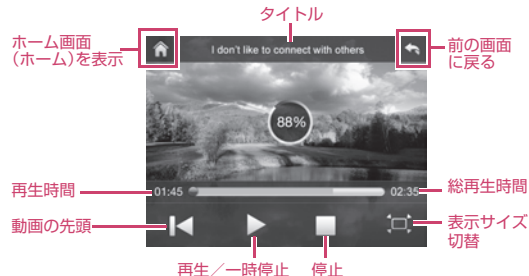 タイトル
ホーム画面
（ホーム）を表示
I don't like to connect with others
前の画面
に戻る
88%
再生時間
01:45
02:35
総再生時間
動画の先頭
表示サイズ
切替
再生／一時停止
停止